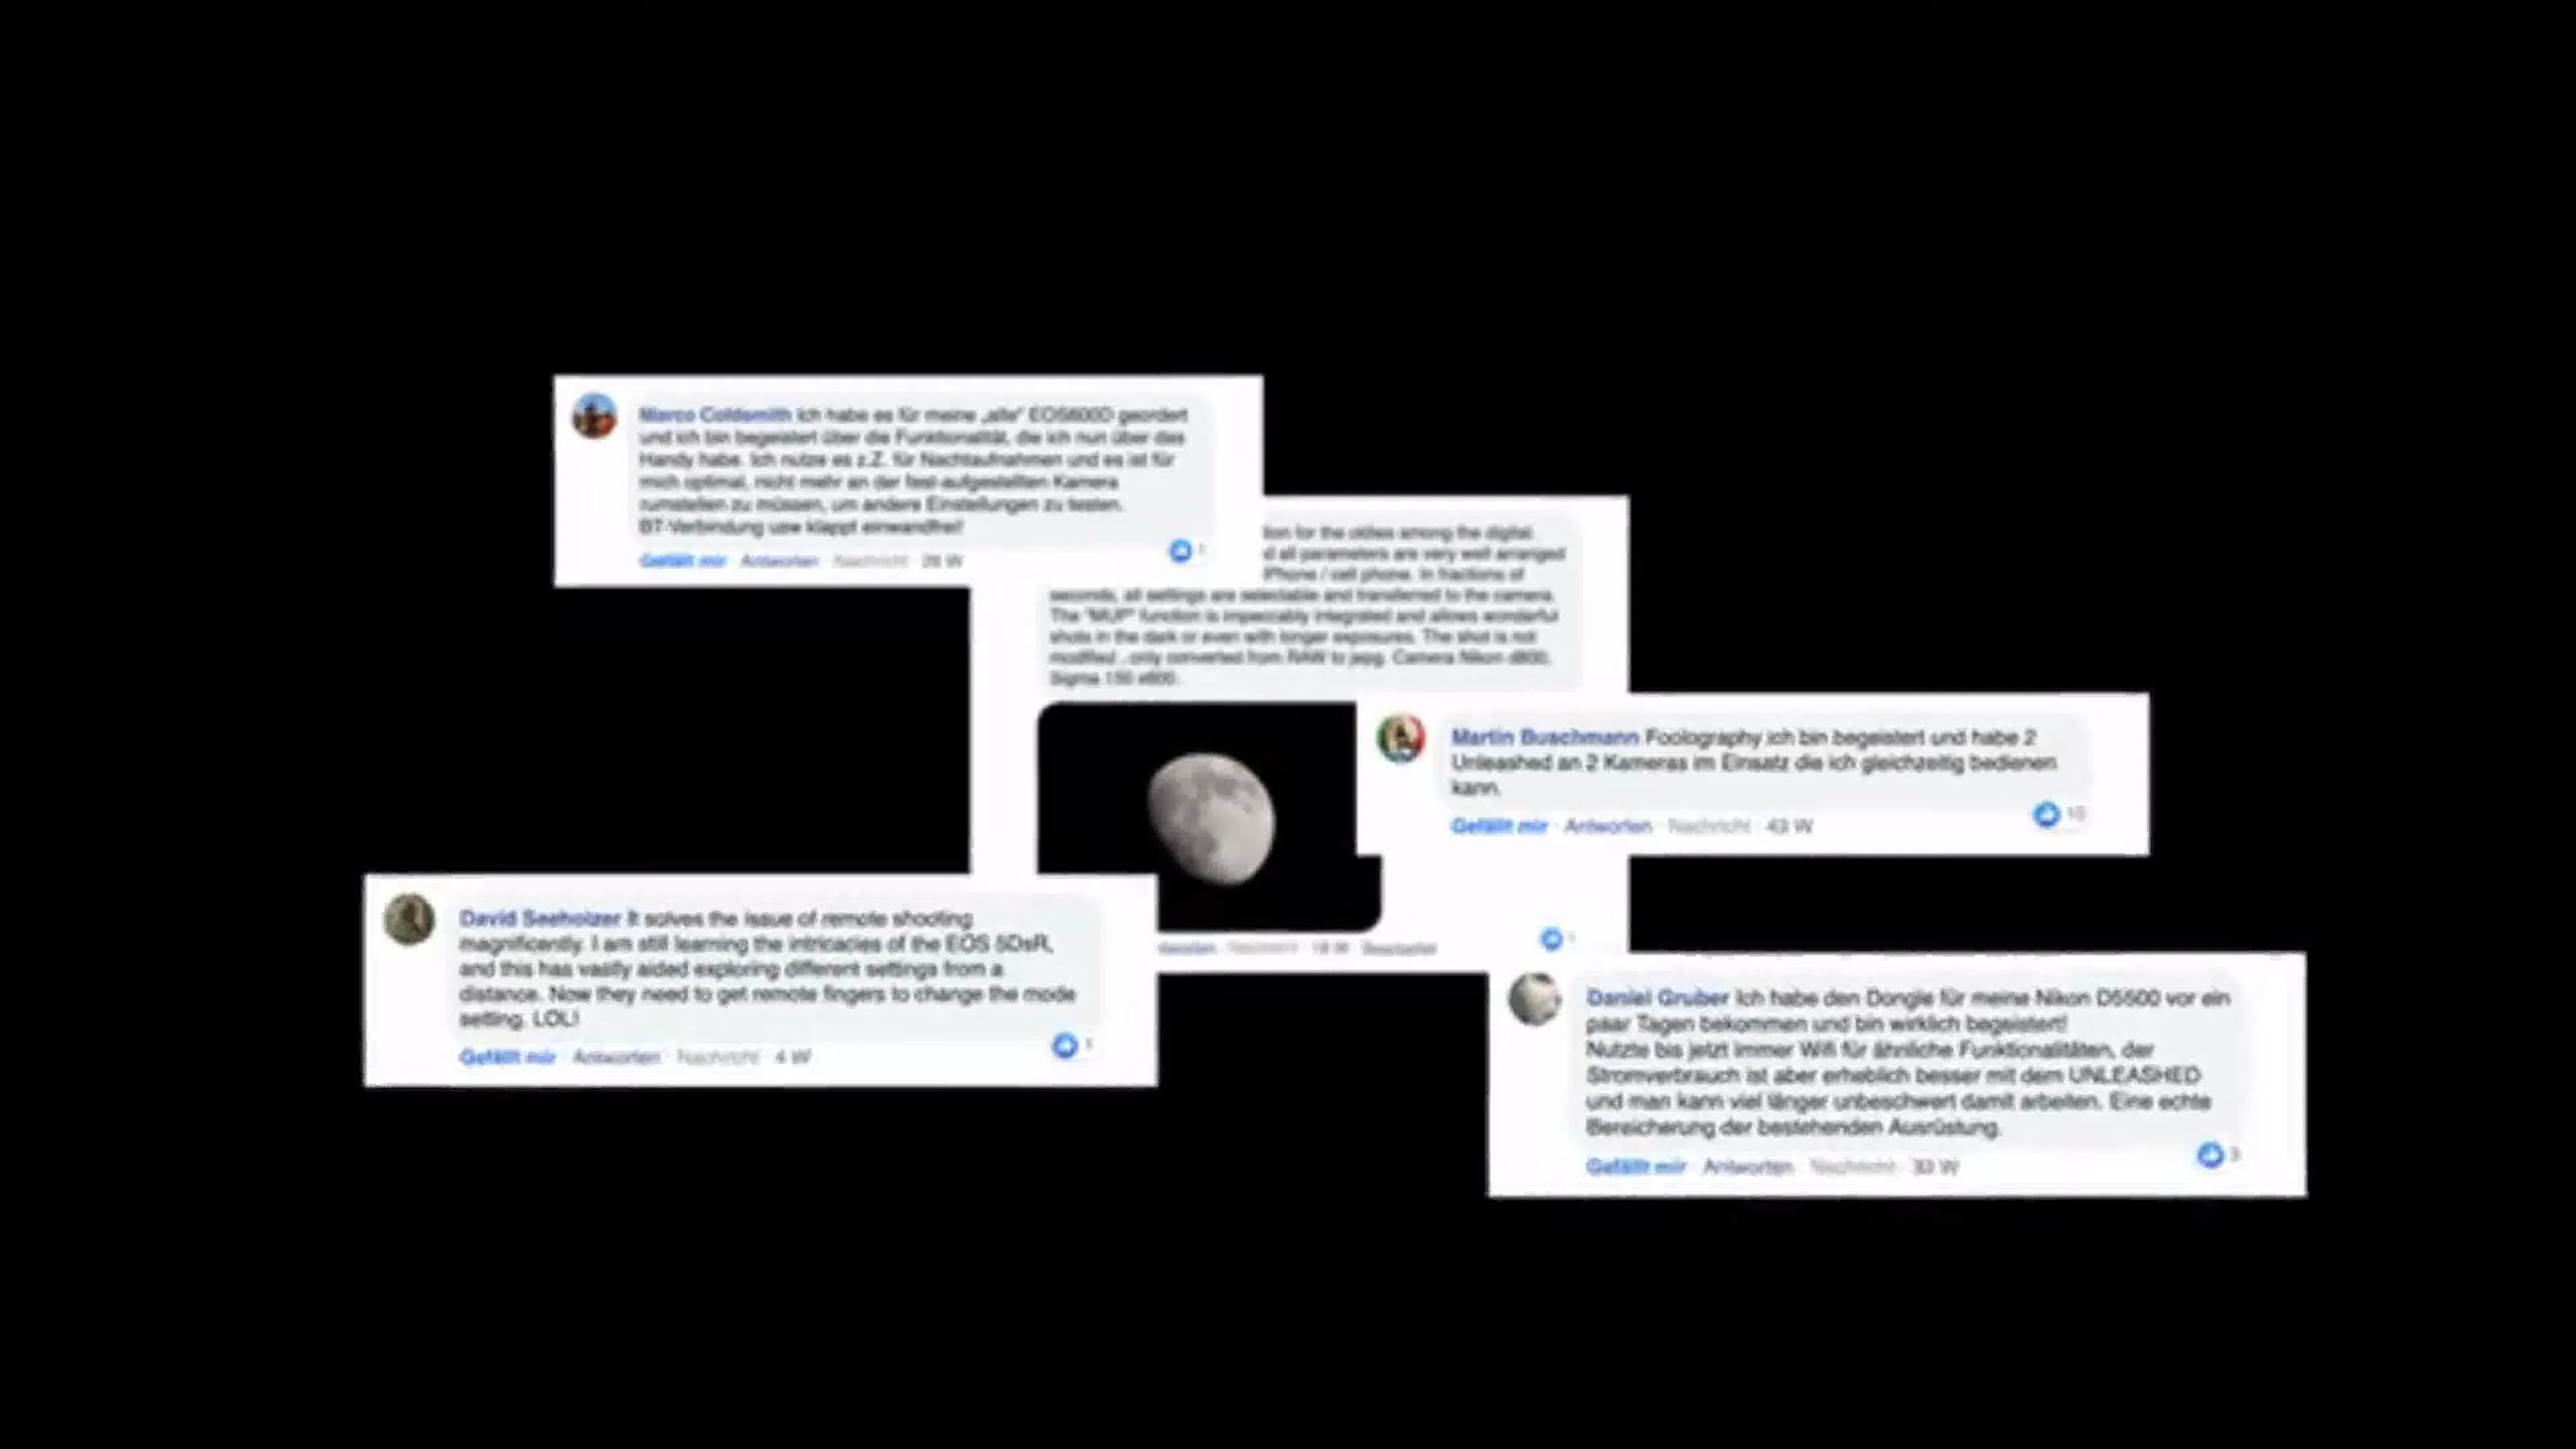 Marco Coldsmith Ich habe es für meine „alte" EOS600D geordert
und ich bin begeistert über die Funktionalität, die ich nun über das
Handy habe. Ich nutze es z.Z. für Nachtaufnahmen und es ist für
mich optimal, nicht mehr an der fest-aufgestellten Kamera
rumstellen zu müssen, um andere Einstellungen zu testen.
BT-Verbindung usw klappt einwandfrei!
Gefällt mir · Antworten · Nachricht · 28 W
tion for the oldies among the digital
d all parameters are very well arranged
iPhone / cell phone. In fractions of
seconds, all settings are selectable and transferred to the camera.
The "MUP" function is impeccably integrated and allows wonderful
shots in the dark or even with longer exposures. The shot is not
modified , only converted from RAW to jepg. Camera Nikon d800,
Sigma 150
Martin Buschmann Foolography ich bin begeistert und habe 2
Unleashed an 2 Kameras im Einsatz die ich gleichzeitig bedienen
kann.
Gefällt mir · Antworten · Nachricht · 43 W
10
David Seeholzer It solves the issue of remote shooting
magnificently. I am still learning the intricacies of the EOS 5DsR,
and this has vastly aided exploring different settings from a
distance. Now they need to get remote fingers to change the mode
setting. LOL!
Gefällt mir · Antworten · Nachricht · 4 W
1
tworten · Nachricht · 18 W · Bearbeitet
Daniel Gruber Ich habe den Dongle für meine Nikon D5500 vor ein
paar Tagen bekommen und bin wirklich begeistert!
Nutzte bis jetzt immer Wifi für ähnliche Funktionalitäten, der
Stromverbrauch ist aber erheblich besser mit dem UNLEASHED
und man kann viel länger unbeschwert damit arbeiten. Eine echte
Bereicherung der bestehenden Ausrüstung.
Gefällt mir · Antworten · Nachricht · 33 W
3